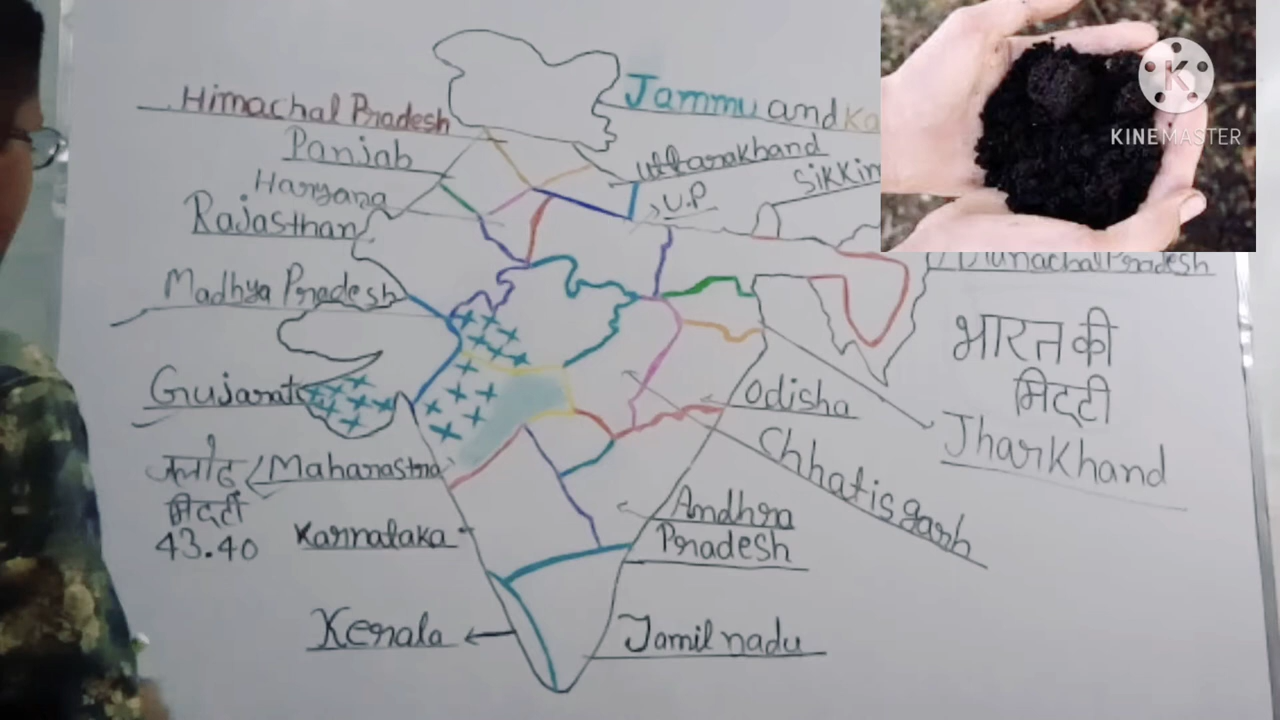 Himachal Pradesh
Jammu and Ka
Panjab
Uttarakhand
Haryana
Sikkim
U.P
Rajasthan
Madhya Pradesh
भारत की
मिट्टी
Gujarat
Odisha
Jharkhand
Chhatisgarh
Maharastra
मिट्टी
43.40
Karnataka
Andhra
Pradesh
Kerala
Tamil nadu
KINEMASTER